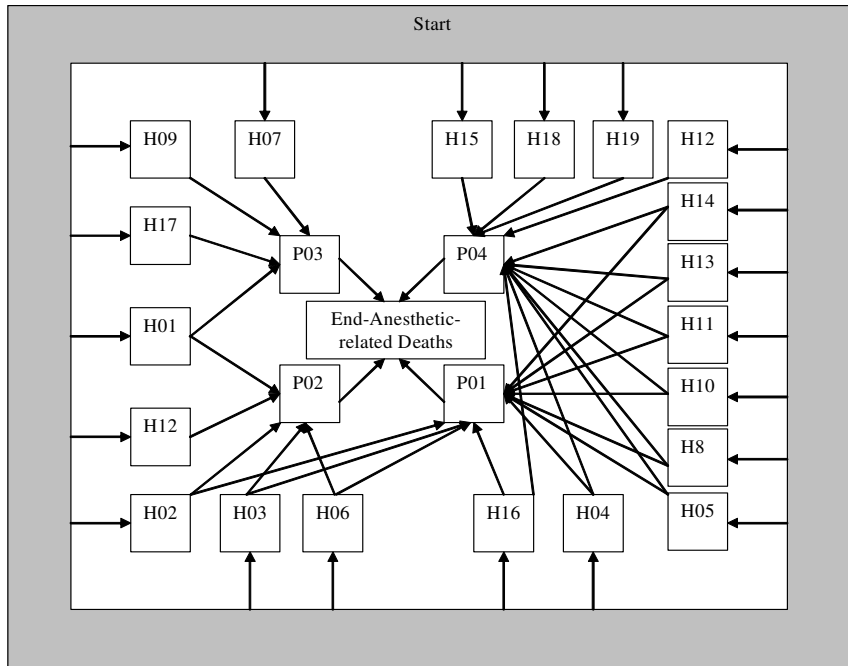 Start
H09
H07
H15
H18
H19
H12
H14
H17
P03
P04
H13
H01
End-Anesthetic-
related Deaths
H11
P02
P01
H10
H12
H8
H02
H03
H06
H16
H04
H05